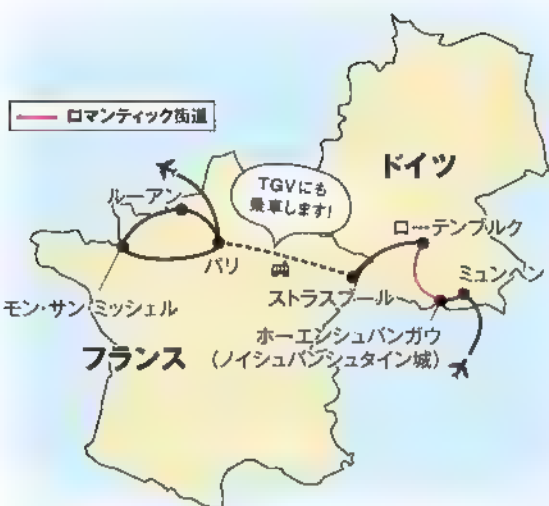 ロマンティック街道
ドイツ
TGVにも
乗車します!
ルーアン
ローテンブルク
パリ
ミュンヘン
ストラスブール
モン・サン・ミッシェル
ホーエンシュバンガウ
フランス
(ノイシュバンシュタイン城)